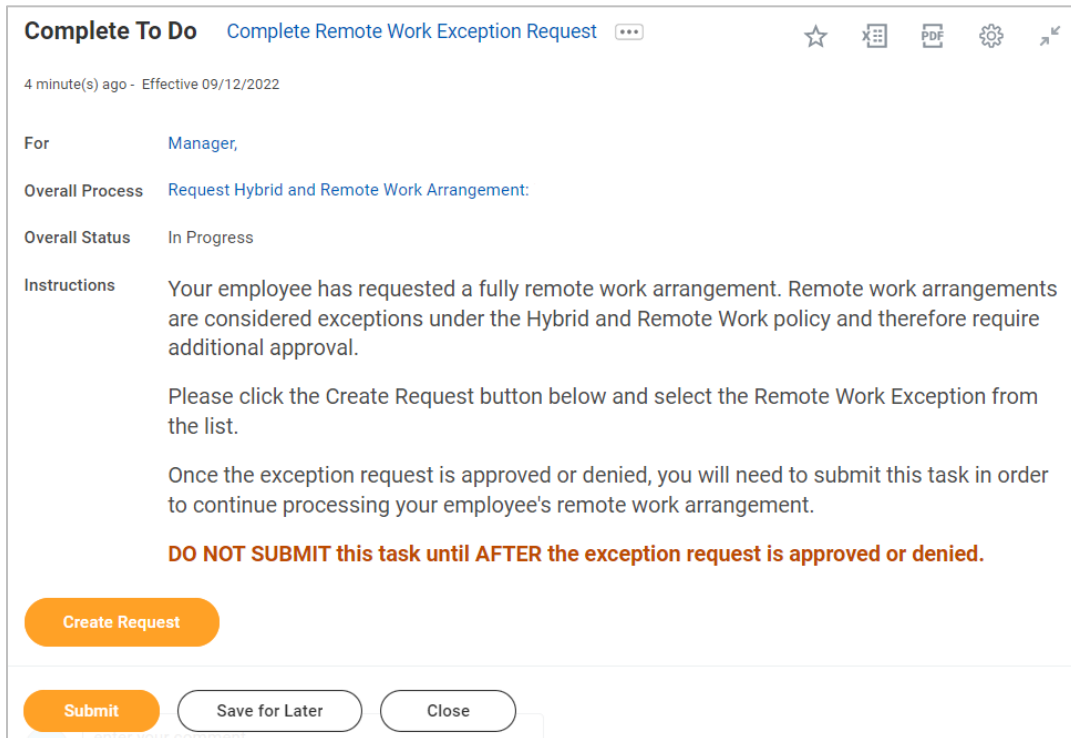 Complete To Do Complete Remote Work Exception Request
PDF
4 minute(s) ago - Effective 09/12/2022
For Manager,
Overall Process Request Hybrid and Remote Work Arrangement:
Overall Status In Progress
Instructions Your employee has requested a fully remote work arrangement. Remote work arrangements
are considered exceptions under the Hybrid and Remote Work policy and therefore require
additional approval.
Please click the Create Request button below and select the Remote Work Exception from
the list.
Once the exception request is approved or denied, you will need to submit this task in order
to continue processing your employee's remote work arrangement.
DO NOT SUBMIT this task until AFTER the exception request is approved or denied.
Create Request
Submit Save for Later Close
your comment